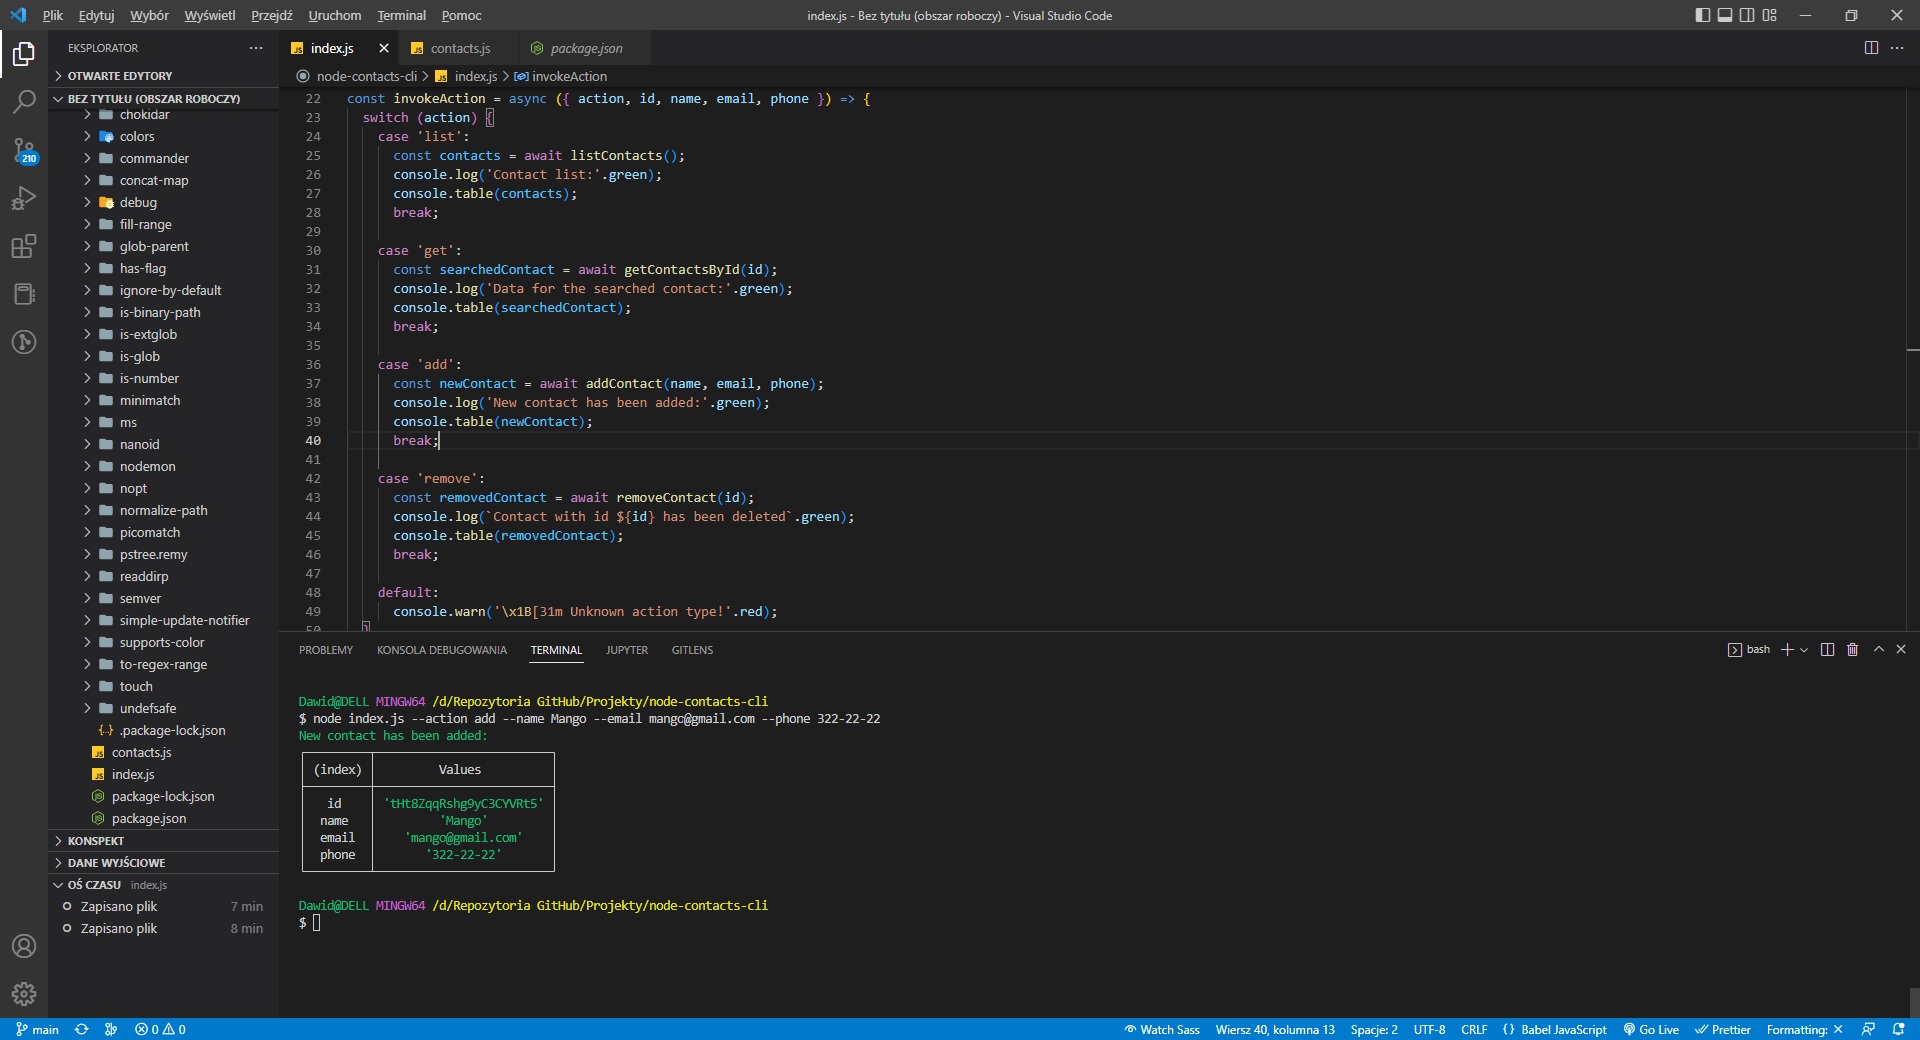 Plik Edytuj Wybór Wyświetl Przejdź Uruchom Terminal Pomoc
index.js - Bez tytułu (obszar roboczy) - Visual Studio Code
EKSPLORATOR
OTWARTE EDYTORY
BEZ TYTUŁU (OBSZAR ROBOCZY)
chokidar
colors
commander
concat-map
debug
fill-range
glob-parent
has-flag
ignore-by-default
is-binary-path
is-extglob
is-glob
is-number
minimatch
ms
nanoid
nodemon
nopt
normalize-path
picomatch
pstree.remy
readdirp
semver
simple-update-notifier
supports-color
to-regex-range
touch
undefsafe
{..} .package-lock.json
JS contacts.js
JS index.js
package-lock.json
package.json
KONSPEKT
DANE WYJŚCIOWE
OŚ CZASU index.js
Zapisano plik 7 min
Zapisano plik 8 min
210
JS index.js JS contacts.js package.json
node-contacts-cli > JS index.js > invokeAction
22 const invokeAction = async ({ action, id, name, email, phone }) => {
23 switch (action) {
24 case 'list':
25 const contacts = await listContacts();
26 console.log('Contact list:'.green);
27 console.table(contacts);
28 break;
29
30 case 'get':
31 const searchedContact = await getContactsById(id);
32 console.log('Data for the searched contact:'.green);
33 console.table(searchedContact);
34 break;
35
36 case 'add':
37 const newContact = await addContact(name, email, phone);
38 console.log('New contact has been added:'.green);
39 console.table(newContact);
40 break;
41
42 case 'remove':
43 const removedContact = await removeContact(id);
44 console.log(`Contact with id ${id} has been deleted`.green);
45 console.table(removedContact);
46 break;
47
48 default:
49 console.warn('\x1B[31m Unknown action type!'.red);
50 }
PROBLEMY KONSOLA DEBUGOWANIA TERMINAL JUPYTER GITLENS
bash
Dawid@DELL MINGW64 /d/Repozytoria GitHub/Projekty/node-contacts-cli
$ node index.js --action add --name Mango --email mango@gmail.com --phone 322-22-22
New contact has been added:
(index) Values
id 'tHt8ZqqRshg9yC3CYVRt5'
name 'Mango'
email 'mango@gmail.com'
phone '322-22-22'
Dawid@DELL MINGW64 /d/Repozytoria GitHub/Projekty/node-contacts-cli
$
main 0 0 Watch Sass Wiersz 40, kolumna 13 Spacje: 2 UTF-8 CRLF {} Babel JavaScript Go Live Prettier Formatting: ×